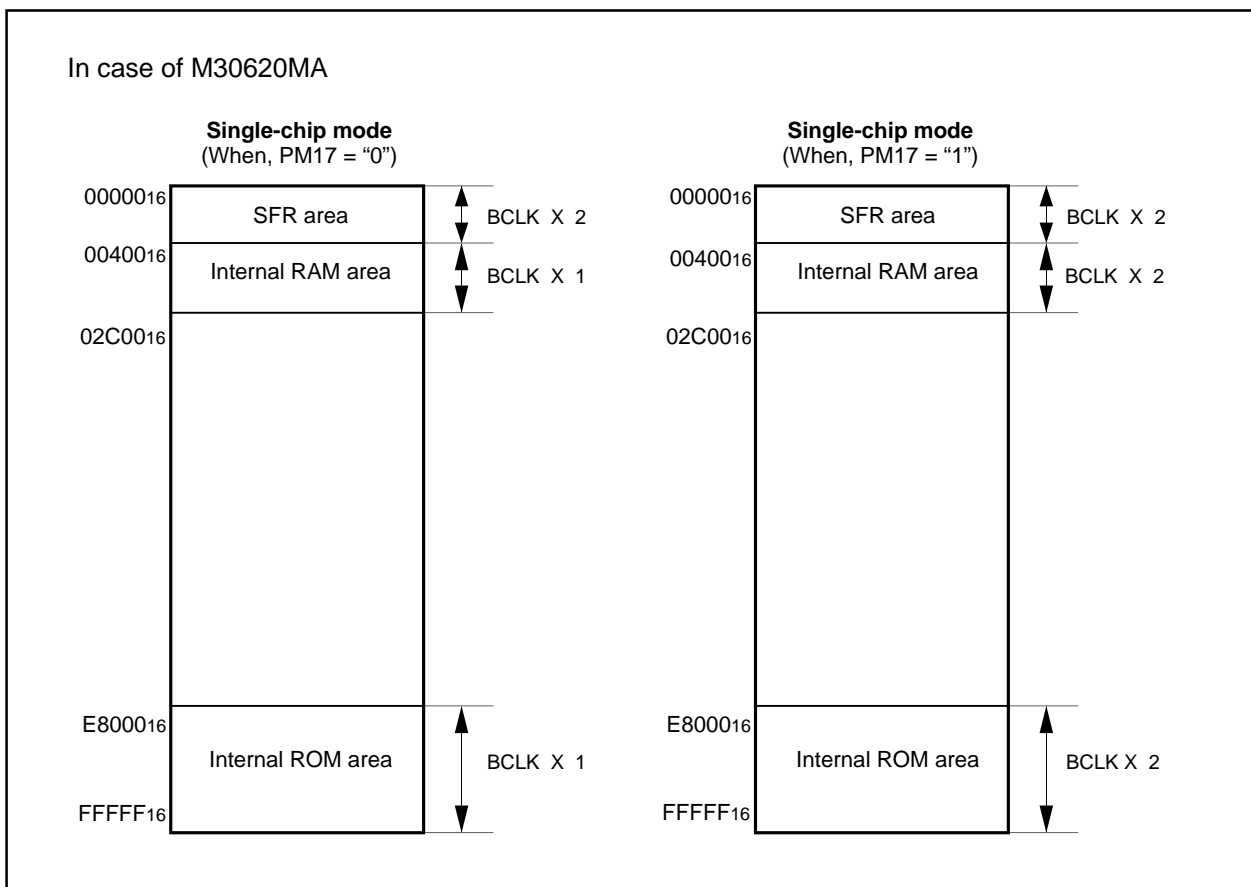 In case of M30620MA
Single-chip mode
(When, PM17 = “0”)
0000016
SFR area
BCLK X 2
0040016
Internal RAM area
BCLK X 1
02C0016
E800016
Internal ROM area
BCLK X 1
FFFFF16
Single-chip mode
(When, PM17 = “1”)
0000016
SFR area
BCLK X 2
0040016
Internal RAM area
BCLK X 2
02C0016
E800016
Internal ROM area
BCLK X 2
FFFFF16